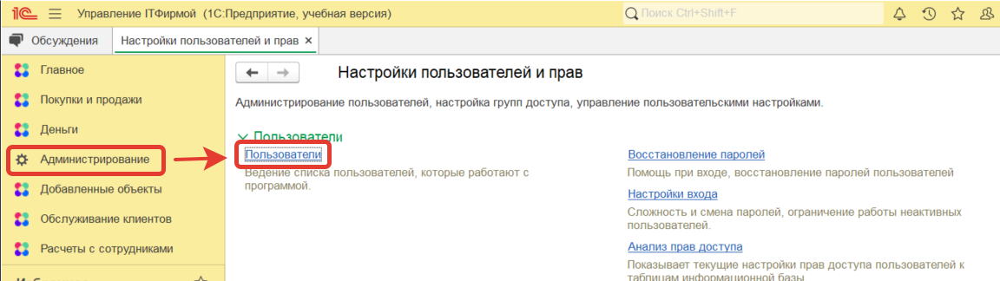 1С Управление ITФирмой (1С:Предприятие, учебная версия) Поиск Ctrl+Shift+F
Обсуждения Настройки пользователей и прав ×
Главное
Покупки и продажи
Деньги
Администрирование
Добавленные объекты
Обслуживание клиентов
Расчеты с сотрудниками
Настройки пользователей и прав
Администрирование пользователей, настройка групп доступа, управление пользовательскими настройками.
Пользователи
Пользователи
Ведение списка пользователей, которые работают с
программой.
Восстановление паролей
Помощь при входе, восстановление паролей пользователей
Настройки входа
Сложность и смена паролей, ограничение работы неактивных
пользователей.
Анализ прав доступа
Показывает текущие настройки прав доступа пользователей к
таблицам информационной базы